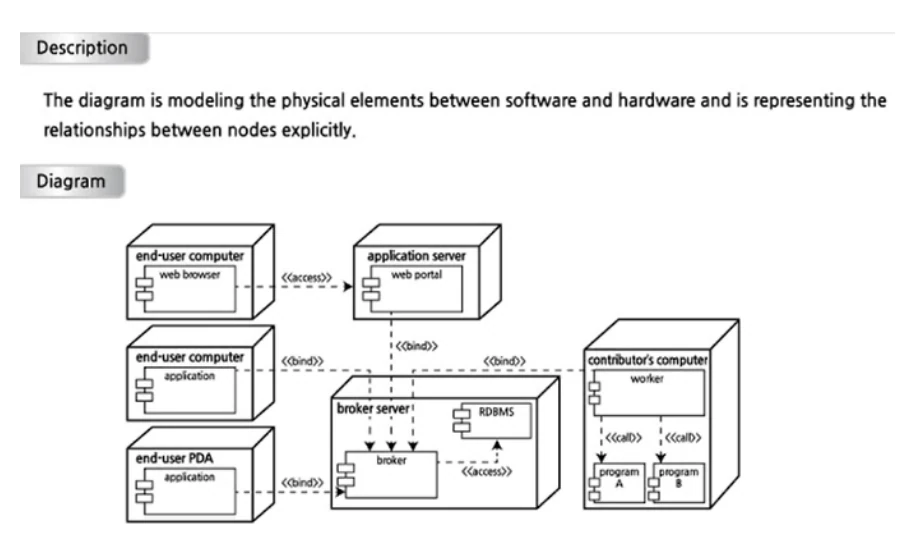 Description
The diagram is modeling the physical elements between software and hardware and is representing the
relationships between nodes explicitly.
Diagram
end-user computer
web browser
<<access>>
application server
web portal
<<bind>>
end-user computer
application
<<bind>>
<<bind>>
contributor's computer
worker
<<call>>
<<call>>
program
A
program
B
broker server
RDBMS
broker
<<access>>
end-user PDA
application
<<bind>>